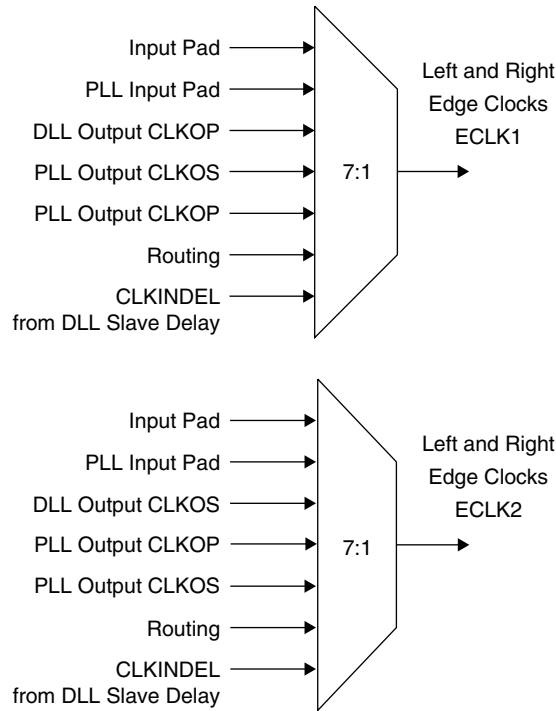 Input Pad
PLL Input Pad
DLL Output CLKOP
PLL Output CLKOS
PLL Output CLKOP
Routing
CLKINDEL
from DLL Slave Delay
7:1
Left and Right
Edge Clocks
ECLK1
Input Pad
PLL Input Pad
DLL Output CLKOS
PLL Output CLKOP
PLL Output CLKOS
Routing
CLKINDEL
from DLL Slave Delay
7:1
Left and Right
Edge Clocks
ECLK2